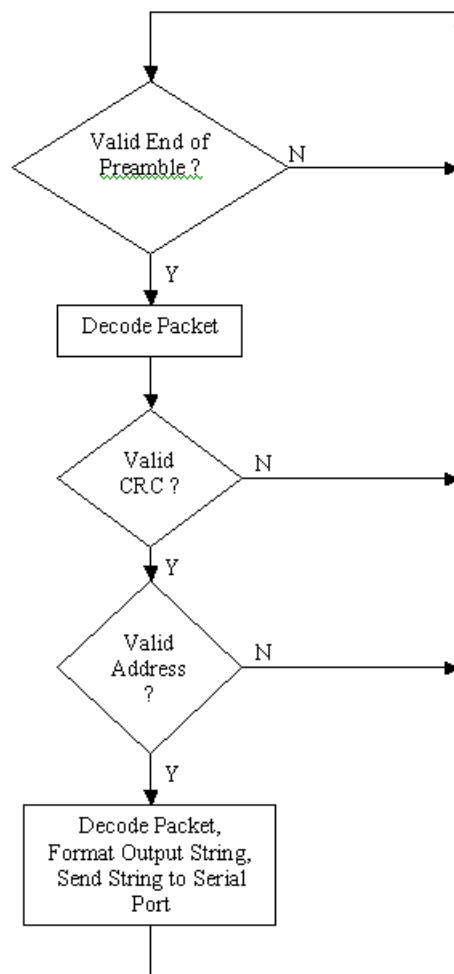 Valid End of
Preamble ?
N
Y
Decode Packet
Valid
CRC ?
N
Y
Valid
Address
?
N
Y
Decode Packet,
Format Output String,
Send String to Serial
Port